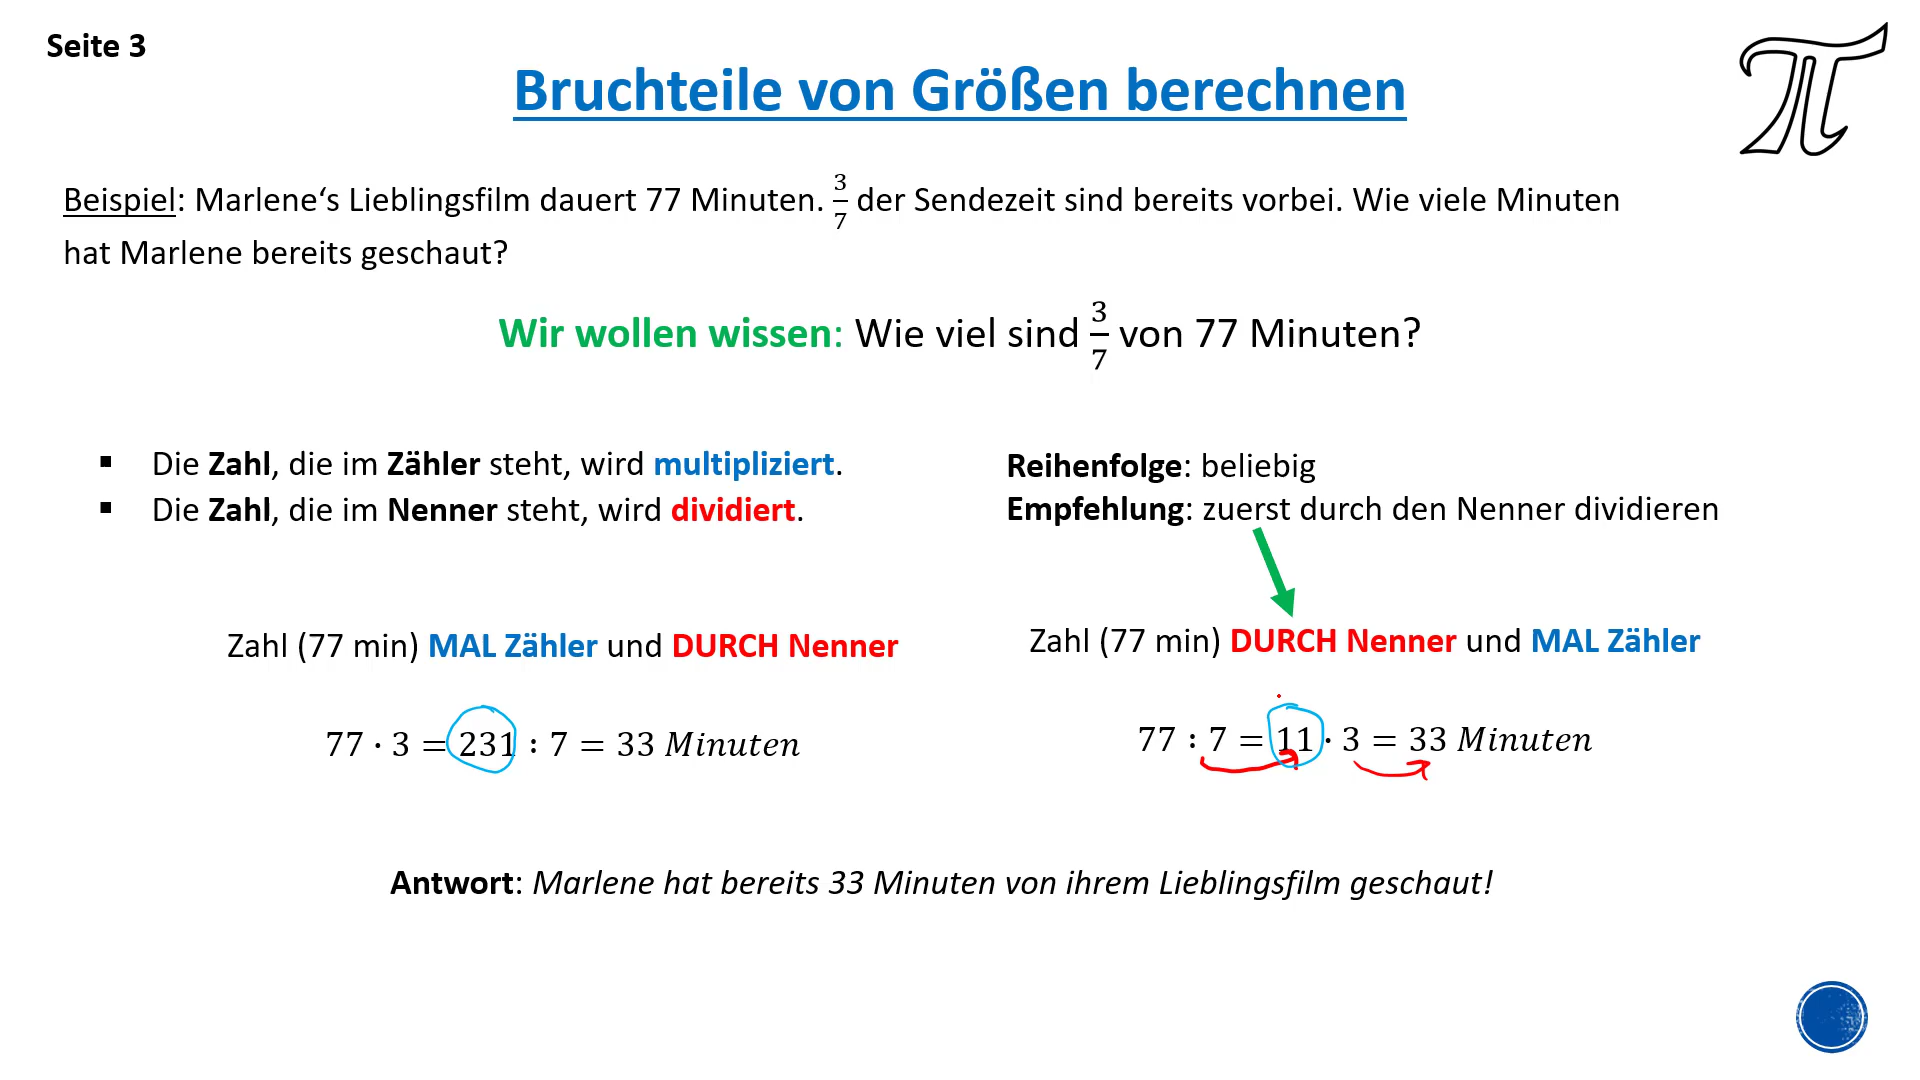 Seite 3
Bruchteile von Größen berechnen
π
Beispiel: Marlene‘s Lieblingsfilm dauert 77 Minuten. 3/7 der Sendezeit sind bereits vorbei. Wie viele Minuten
hat Marlene bereits geschaut?
Wir wollen wissen: Wie viel sind 3/7 von 77 Minuten?
▪ Die Zahl, die im Zähler steht, wird multipliziert.
▪ Die Zahl, die im Nenner steht, wird dividiert.
Reihenfolge: beliebig
Empfehlung: zuerst durch den Nenner dividieren
Zahl (77 min) MAL Zähler und DURCH Nenner
77 · 3 = 231 : 7 = 33 Minuten
Zahl (77 min) DURCH Nenner und MAL Zähler
77 : 7 = 11 · 3 = 33 Minuten
Antwort: Marlene hat bereits 33 Minuten von ihrem Lieblingsfilm geschaut!